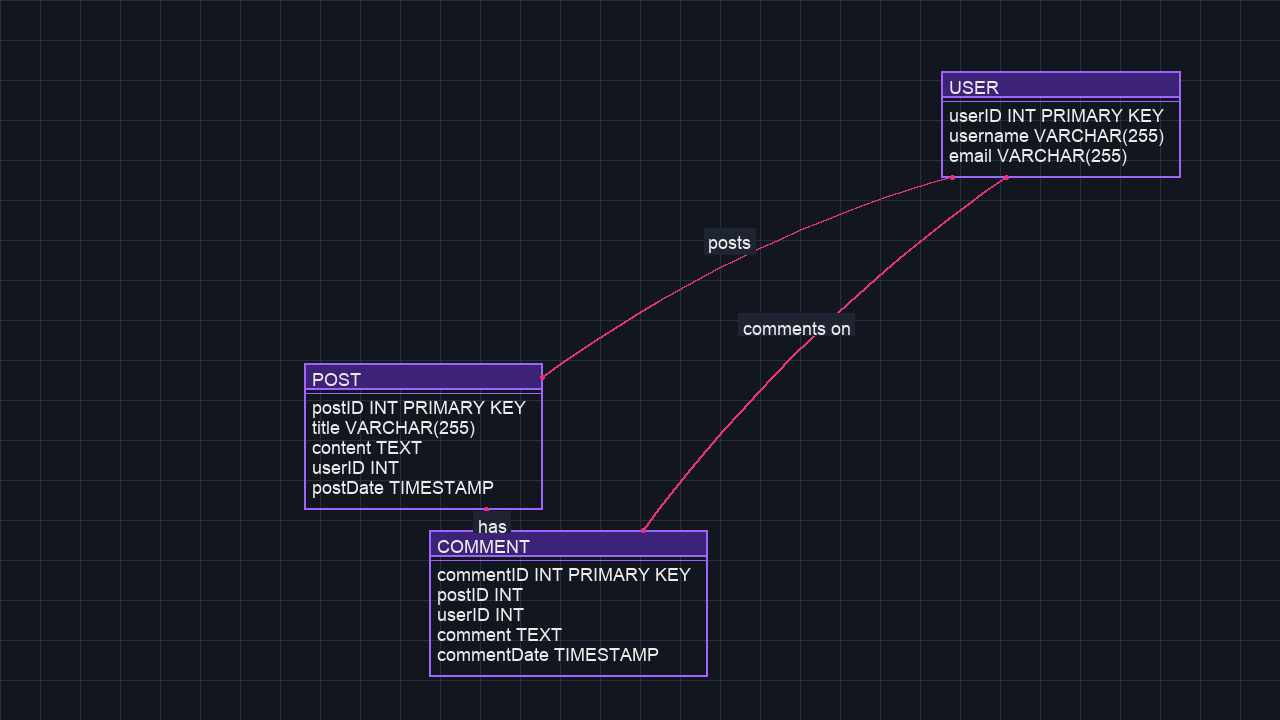 USER
userID INT PRIMARY KEY
username VARCHAR(255)
email VARCHAR(255)
posts
comments on
POST
postID INT PRIMARY KEY
title VARCHAR(255)
content TEXT
userID INT
postDate TIMESTAMP
has
COMMENT
commentID INT PRIMARY KEY
postID INT
userID INT
comment TEXT
commentDate TIMESTAMP